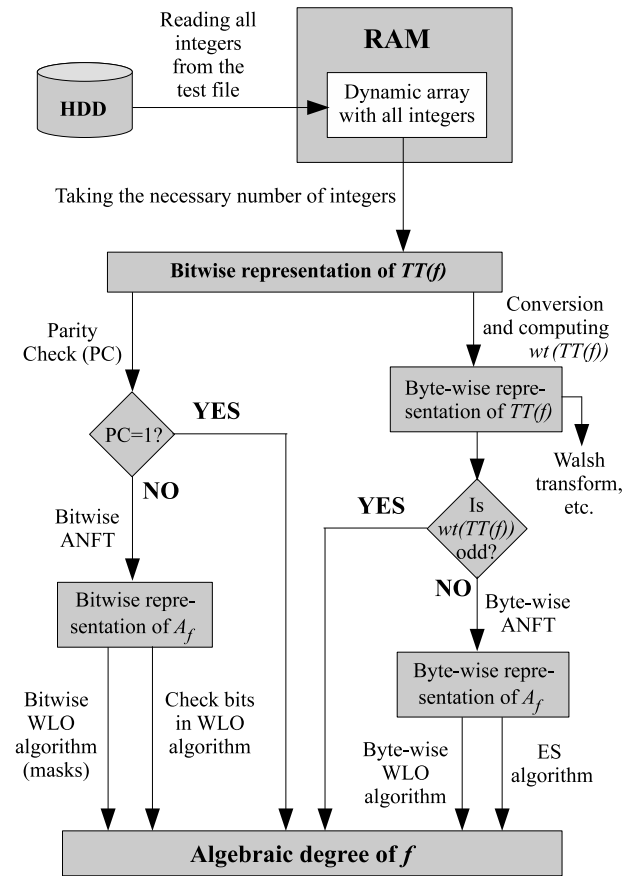 Reading all
integers
from the
test file
HDD
RAM
Dynamic array
with all integers
Taking the necessary number of integers
Bitwise representation of TT(f)
Parity
Check (PC)
PC=1?
YES
NO
Bitwise
ANFT
Bitwise repre-
sentation of A_f
Bitwise
WLO
algorithm
(masks)
Check bits
in WLO
algorithm
Conversion
and computing
wt(TT(f))
Byte-wise repre-
sentation of TT(f)
Walsh
transform,
etc.
Is
wt(TT(f))
odd?
YES
NO
Byte-wise
ANFT
Byte-wise repre-
sentation of A_f
Byte-wise
WLO
algorithm
ES
algorithm
Algebraic degree of f